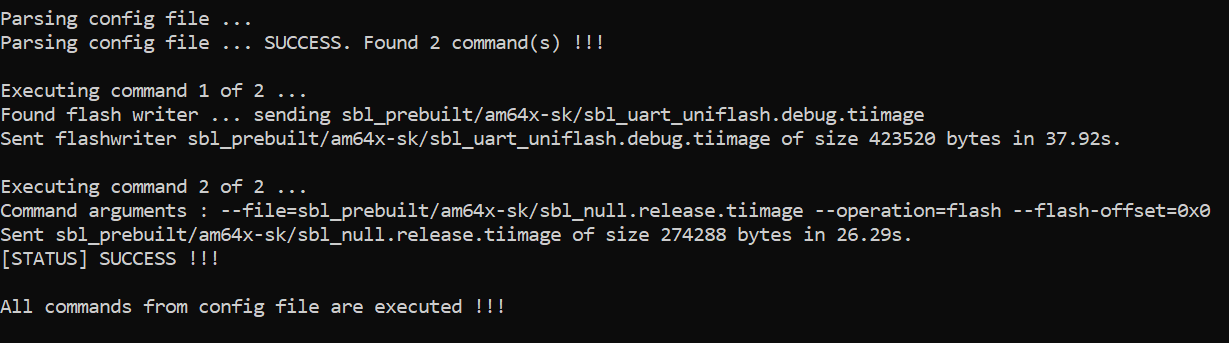 Parsing config file ...
Parsing config file ... SUCCESS. Found 2 command(s) !!!
Executing command 1 of 2 ...
Found flash writer ... sending sbl_prebuilt/am64x-sk/sbl_uart_uniflash.debug.tiimage
Sent flashwriter sbl_prebuilt/am64x-sk/sbl_uart_uniflash.debug.tiimage of size 423520 bytes in 37.92s.
Executing command 2 of 2 ...
Command arguments : --file=sbl_prebuilt/am64x-sk/sbl_null.release.tiimage --operation=flash --flash-offset=0x0
Sent sbl_prebuilt/am64x-sk/sbl_null.release.tiimage of size 274288 bytes in 26.29s.
[STATUS] SUCCESS !!!
All commands from config file are executed !!!